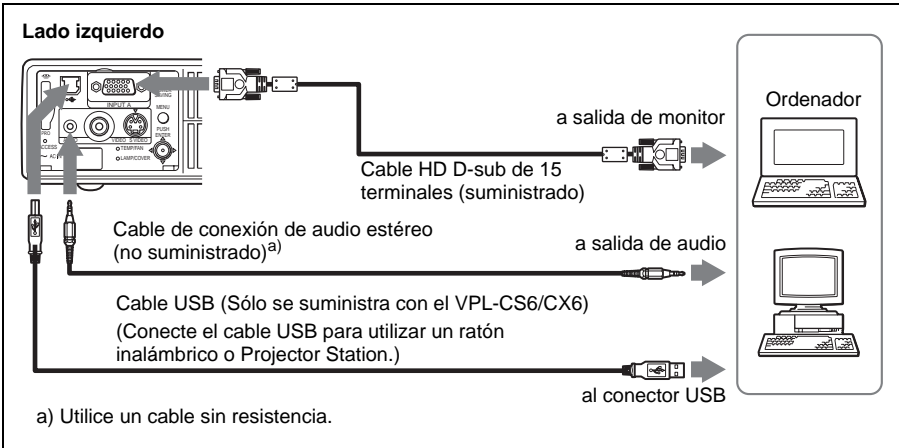 Lado izquierdo
INPUT A
MENU
PUSH
ENTER
VIDEO
S VIDEO
PRO
ACCESS
TEMP/FAN
LAMP/COVER
Ordenador
a salida de monitor
Cable HD D-sub de 15
terminales (suministrado)
Cable de conexión de audio estéreo
(no suministrado)a)
a salida de audio
Cable USB (Sólo se suministra con el VPL-CS6/CX6)
(Conecte el cable USB para utilizar un ratón
inalámbrico o Projector Station.)
al conector USB
a) Utilice un cable sin resistencia.